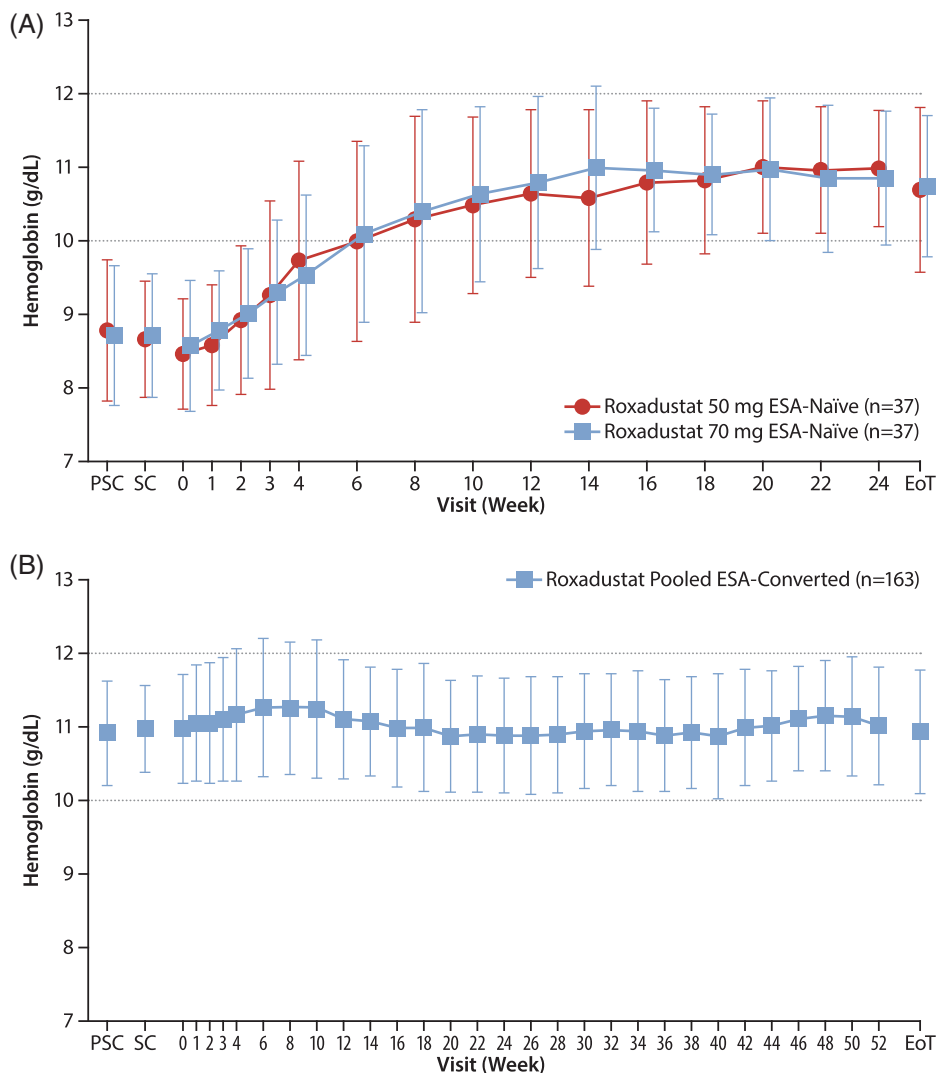 (A)
13
12
11
10
9
8
7
Hemoglobin (g/dL)
Roxadustat 50 mg ESA-Naïve (n=37)
Roxadustat 70 mg ESA-Naïve (n=37)
PSC SC 0 1 2 3 4 6 8 10 12 14 16 18 20 22 24 EoT
Visit (Week)
(B)
13
12
11
10
9
8
7
Hemoglobin (g/dL)
Roxadustat Pooled ESA-Converted (n=163)
PSC SC 0 1 2 3 4 6 8 10 12 14 16 18 20 22 24 26 28 30 32 34 36 38 40 42 44 46 48 50 52 EoT
Visit (Week)